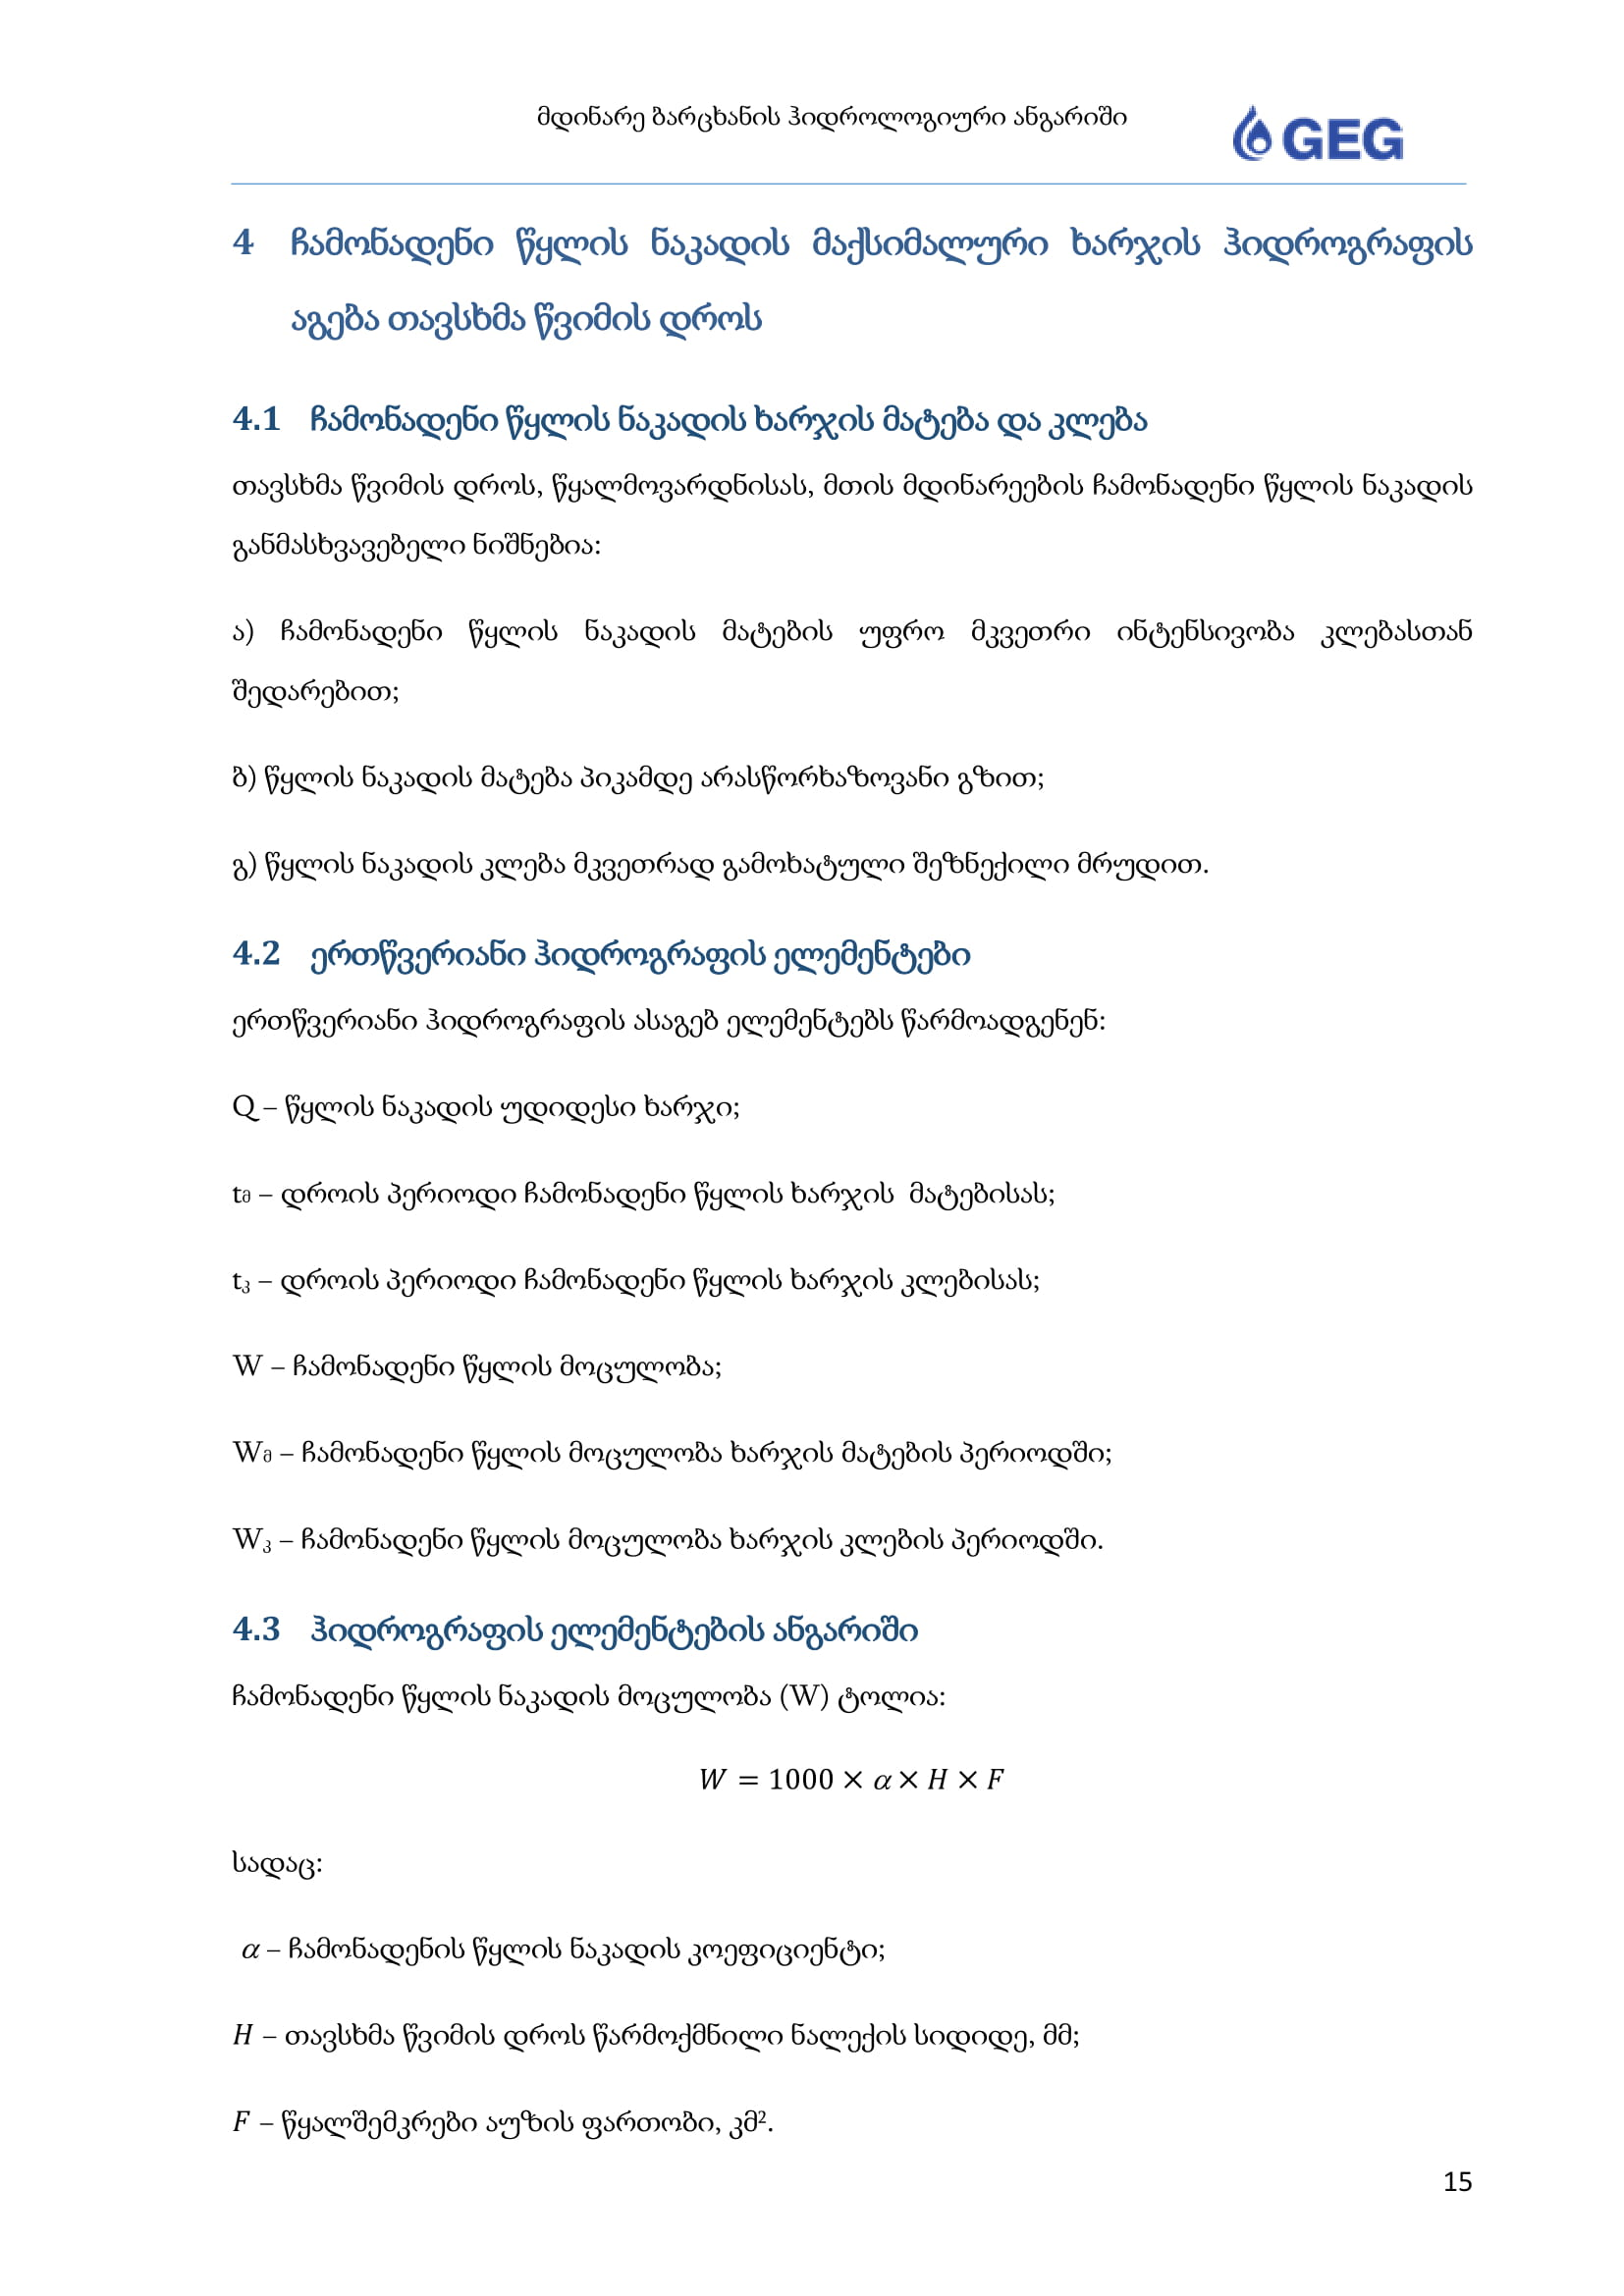 მდინარე ბარცხანის ჰიდროლოგიური ანგარიში
GEG
4 ჩამონადენი წყლის ნაკადის მაქსიმალური ხარჯის ჰიდროგრაფის
აგება თავსხმა წვიმის დროს
4.1 ჩამონადენი წყლის ნაკადის ხარჯის მატება და კლება
თავსხმა წვიმის დროს, წყალმოვარდნისას, მთის მდინარეების ჩამონადენი წყლის ნაკადის
განმასხვავებელი ნიშნებია:
ა) ჩამონადენი წყლის ნაკადის მატების უფრო მკვეთრი ინტენსივობა კლებასთან
შედარებით;
ბ) წყლის ნაკადის მატება პიკამდე არასწორხაზოვანი გზით;
გ) წყლის ნაკადის კლება მკვეთრად გამოხატული შეზნექილი მრუდით.
4.2 ერთწვერიანი ჰიდროგრაფის ელემენტები
ერთწვერიანი ჰიდროგრაფის ასაგებ ელემენტებს წარმოადგენენ:
Q – წყლის ნაკადის უდიდესი ხარჯი;
tმ – დროის პერიოდი ჩამონადენი წყლის ხარჯის მატებისას;
tკ – დროის პერიოდი ჩამონადენი წყლის ხარჯის კლებისას;
W – ჩამონადენი წყლის მოცულობა;
Wმ – ჩამონადენი წყლის მოცულობა ხარჯის მატების პერიოდში;
Wკ – ჩამონადენი წყლის მოცულობა ხარჯის კლების პერიოდში.
4.3 ჰიდროგრაფის ელემენტების ანგარიში
ჩამონადენი წყლის ნაკადის მოცულობა (W) ტოლია:
W = 1000 × α × H × F
სადაც:
α – ჩამონადენის წყლის ნაკადის კოეფიციენტი;
H – თავსხმა წვიმის დროს წარმოქმნილი ნალექის სიდიდე, მმ;
F – წყალშემკრები აუზის ფართობი, კმ².
15